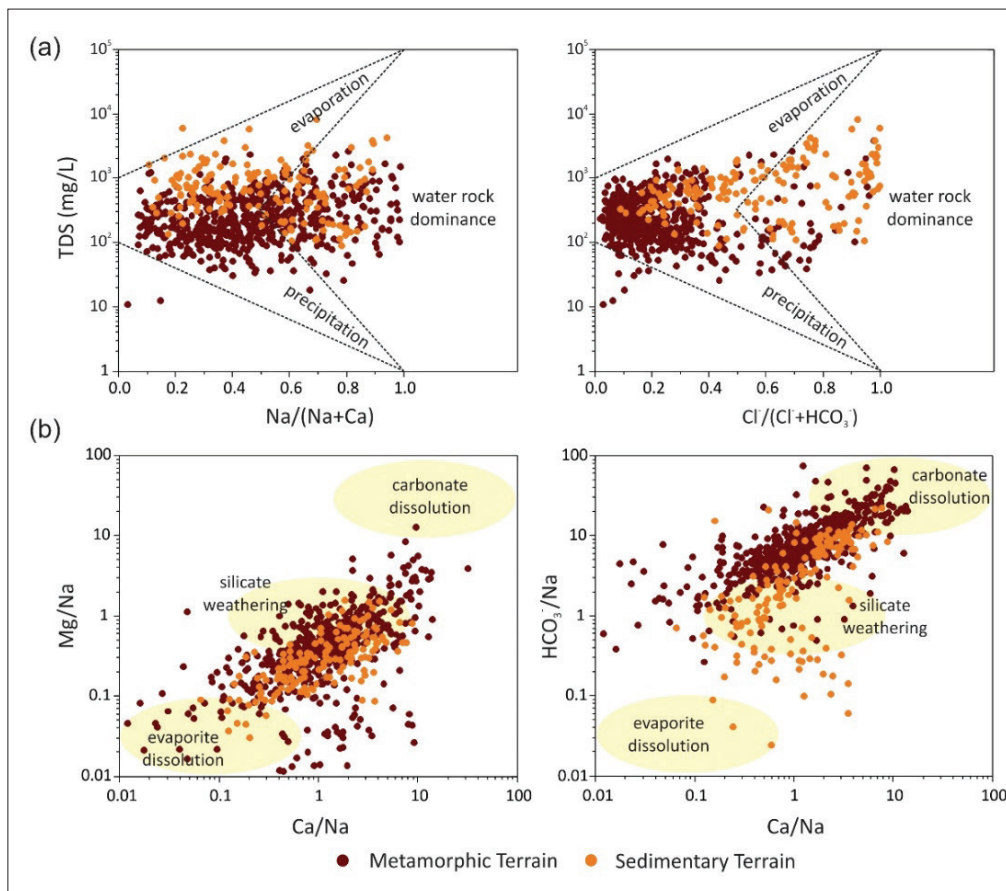 (a)
10⁵
10⁴
10³
10²
10
1
TDS (mg/L)
evaporation
precipitation
water rock
dominance
0.0
0.2
0.4
0.6
0.8
1.0
Na/(Na+Ca)
10⁵
10⁴
10³
10²
10
1
evaporation
precipitation
water rock
dominance
0.0
0.2
0.4
0.6
0.8
1.0
Cl⁻/(Cl⁻+HCO₃⁻)
(b)
100
10
1
0.1
0.01
Mg/Na
carbonate
dissolution
silicate
weathering
evaporite
dissolution
0.01
0.1
1
10
100
Ca/Na
100
10
1
0.1
0.01
HCO₃⁻/Na
carbonate
dissolution
silicate
weathering
evaporite
dissolution
0.01
0.1
1
10
100
Ca/Na
Metamorphic Terrain
Sedimentary Terrain